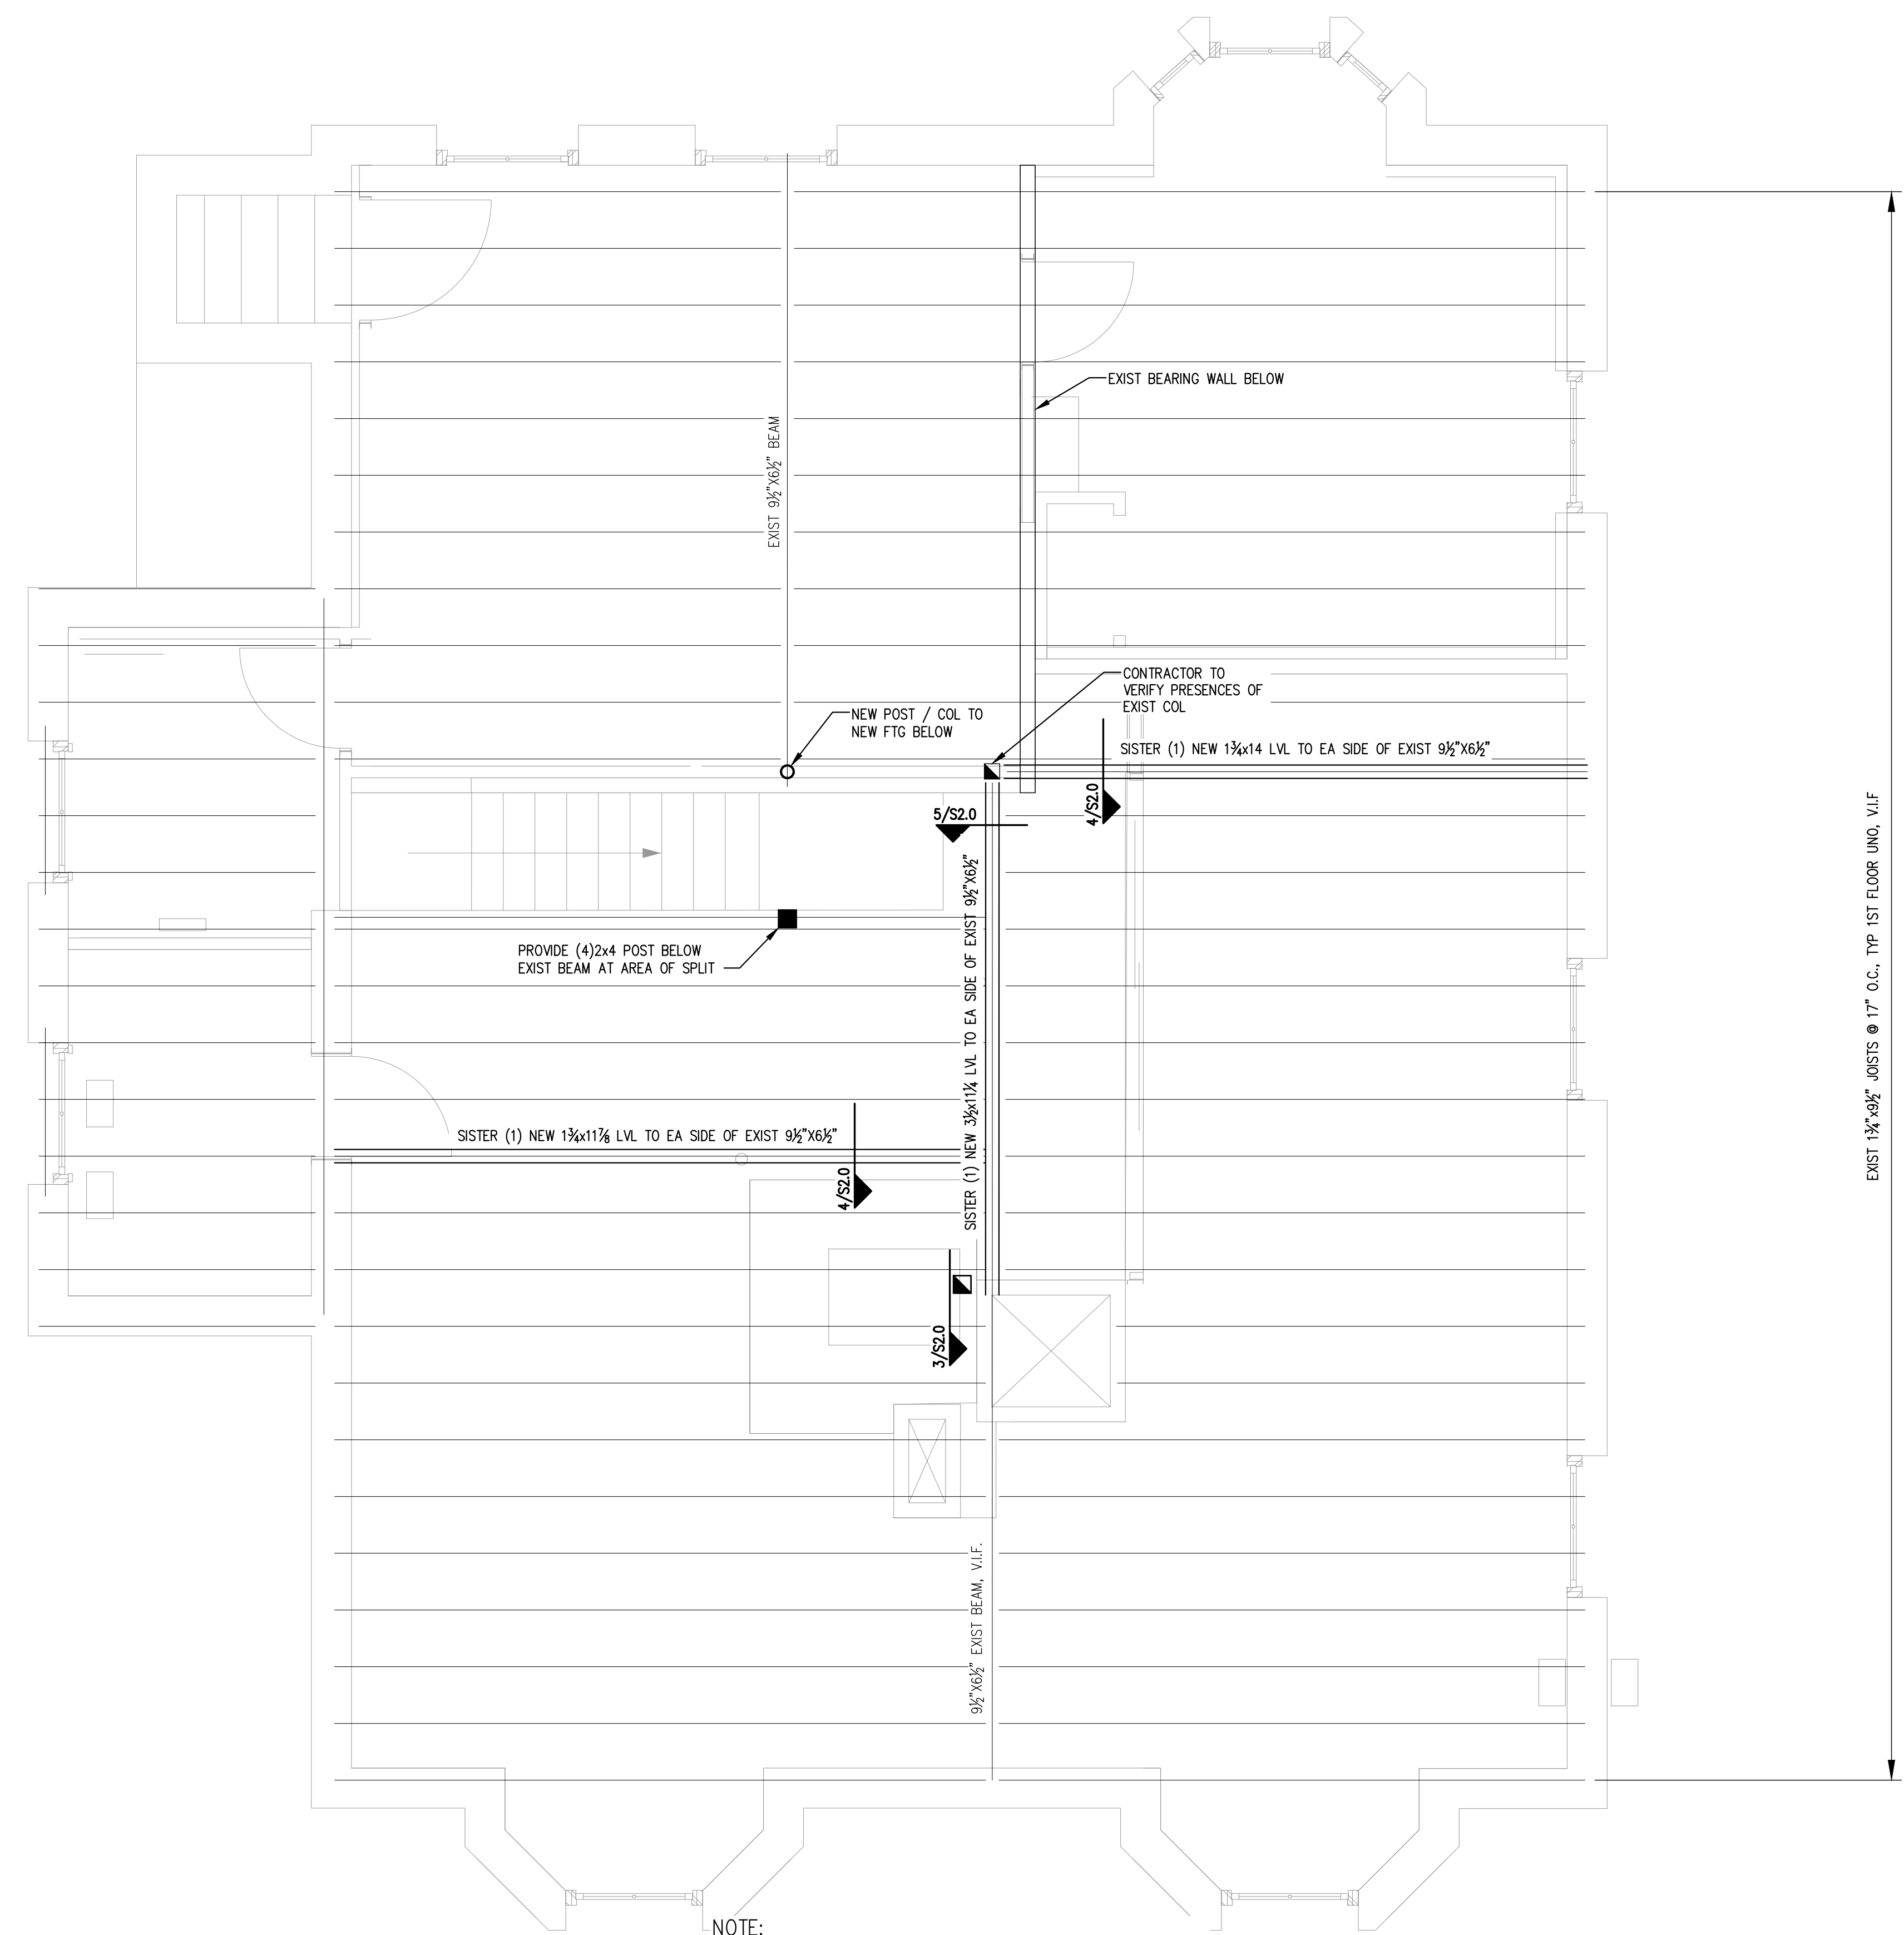 EXIST BEARING WALL BELOW
EXIST 9½"X6½" BEAM
CONTRACTOR TO
VERIFY PRESENCES OF
EXIST COL
NEW POST / COL TO
NEW FTG BELOW
SISTER (1) NEW 1¾x14 LVL TO EA SIDE OF EXIST 9½"X6½"
4/S2.0
5/S2.0
SISTER (1) NEW 3½x11¼ LVL TO EA SIDE OF EXIST 9½"X6½"
PROVIDE (4)2x4 POST BELOW
EXIST BEAM AT AREA OF SPLIT
EXIST 1¾"x9½" JOISTS @ 17" O.C., TYP 1ST FLOOR UNO, V.I.F
SISTER (1) NEW 1¾x11⅞ LVL TO EA SIDE OF EXIST 9½"X6½"
4/S2.0
3/S2.0
9½"X6½" EXIST BEAM, V.I.F.
NOTE: